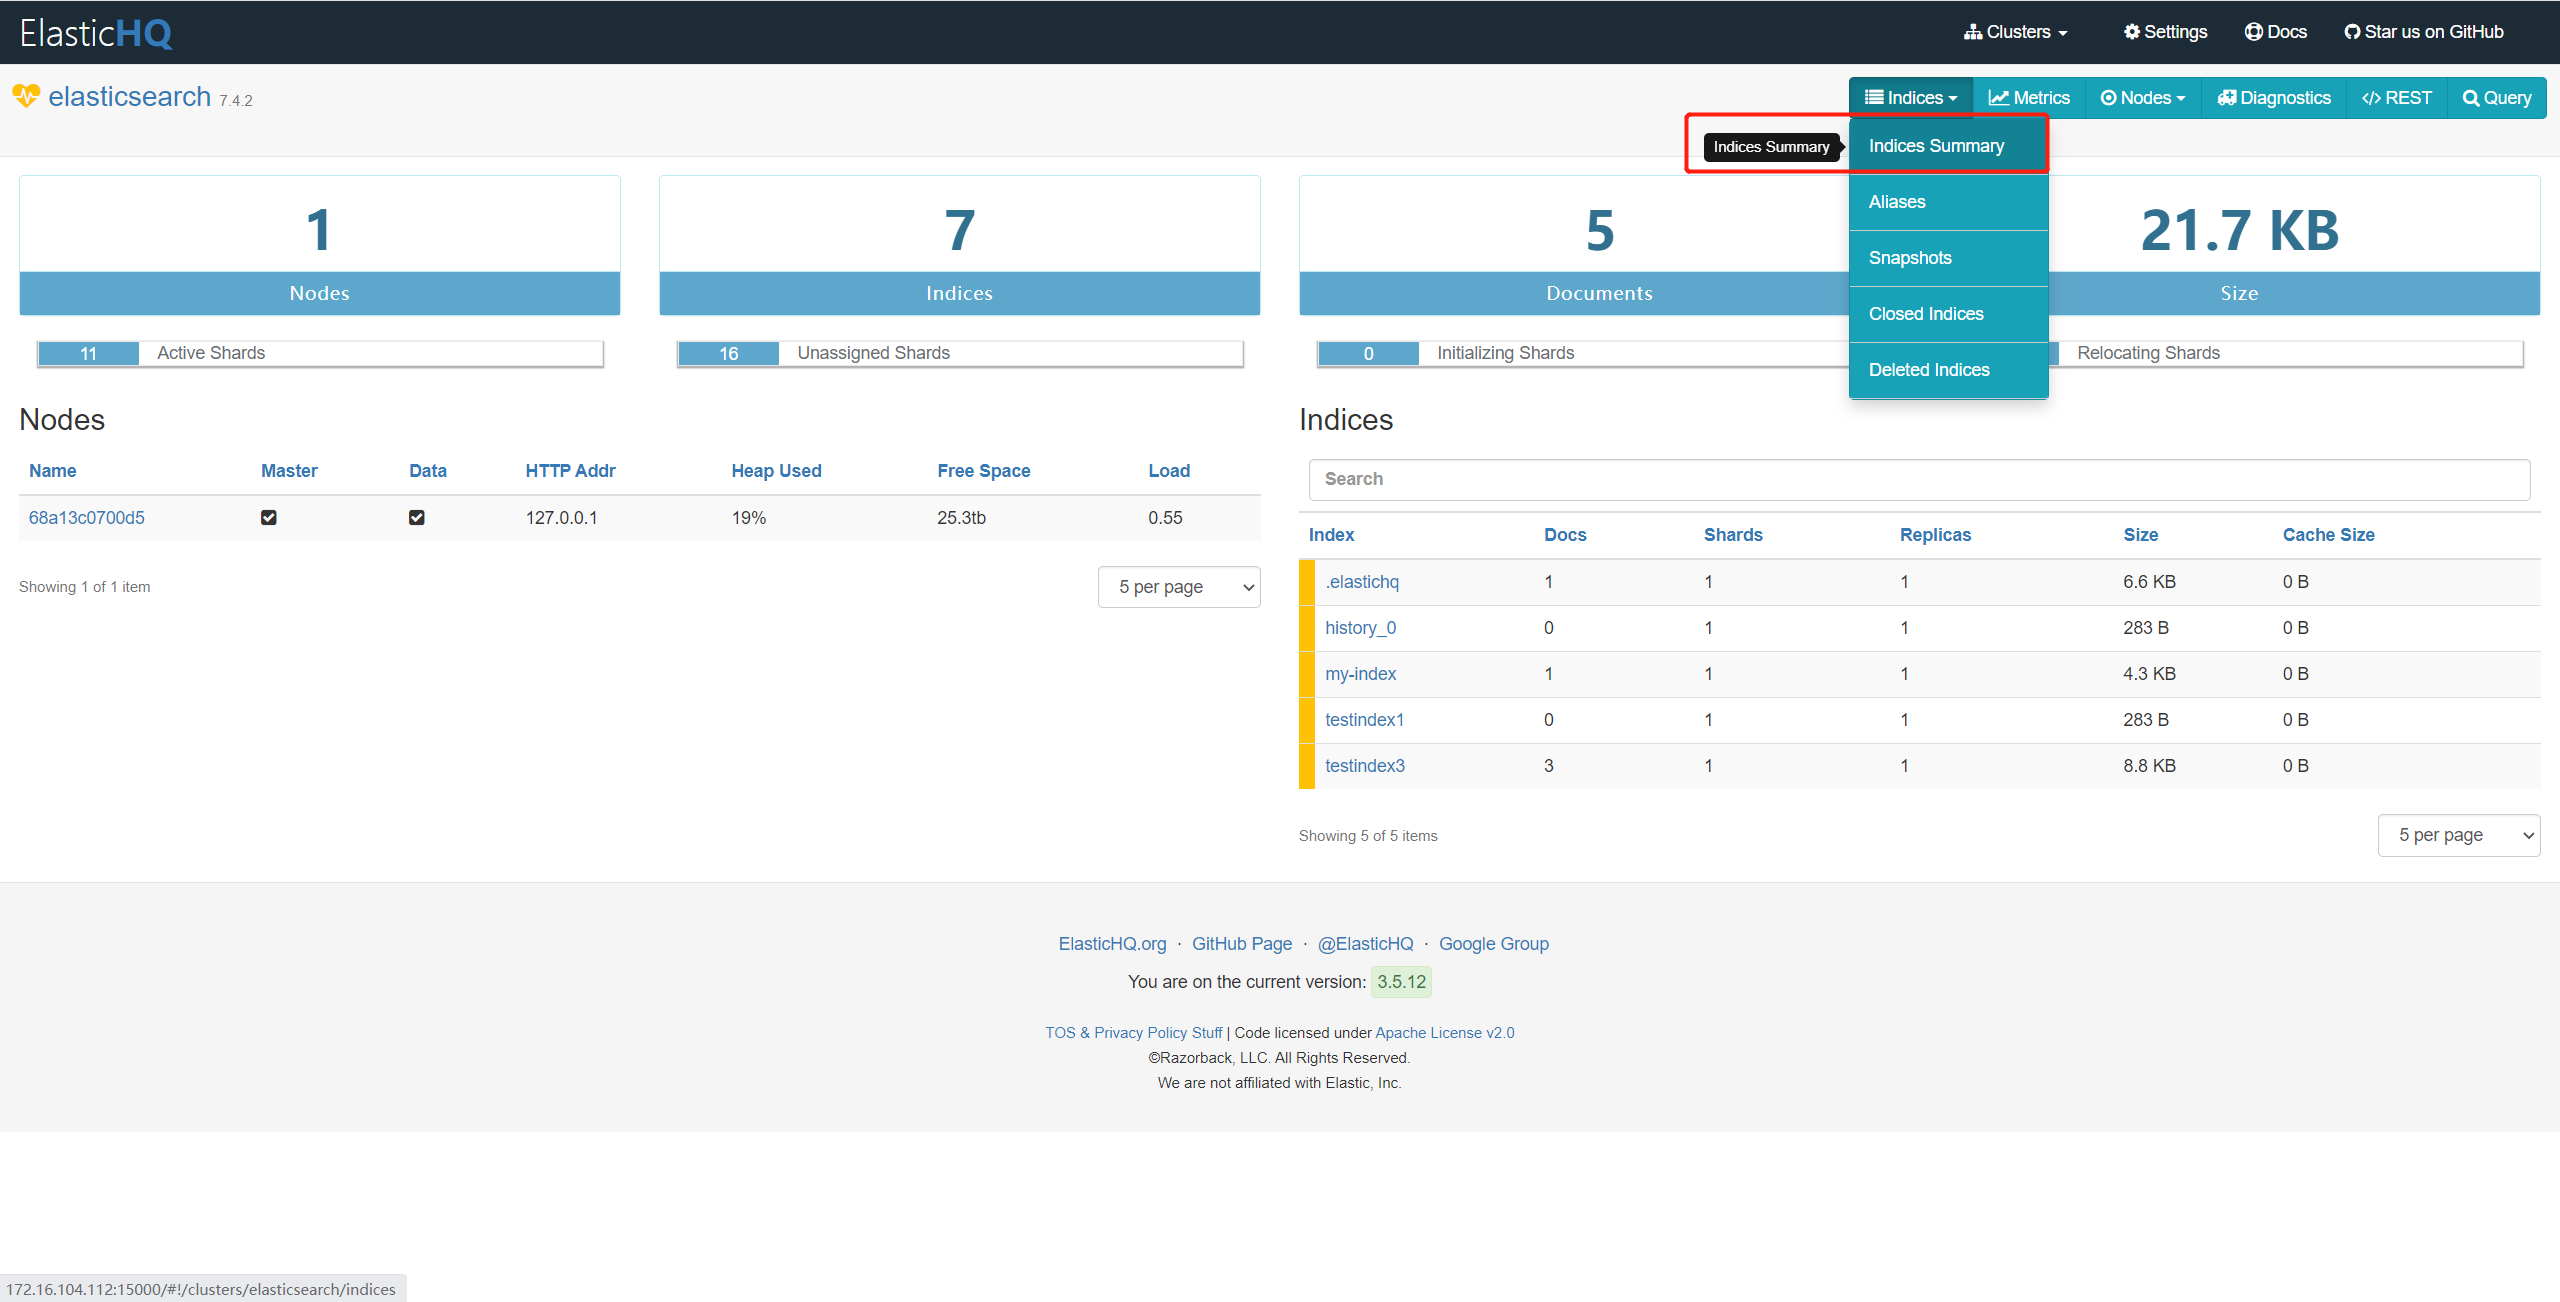 ElasticHQ
Clusters Settings Docs Star us on GitHub
elasticsearch 7.4.2
Indices Metrics Nodes Diagnostics </> REST Query
Indices Summary Indices Summary
Aliases
Snapshots
Closed Indices
Deleted Indices
1
Nodes
7
Indices
5
Documents
21.7 KB
Size
11 Active Shards
16 Unassigned Shards
0 Initializing Shards
Relocating Shards
Nodes
Name Master Data HTTP Addr Heap Used Free Space Load
68a13c0700d5 127.0.0.1 19% 25.3tb 0.55
Showing 1 of 1 item
5 per page
Indices
Search
Index Docs Shards Replicas Size Cache Size
.elastichq 1 1 1 6.6 KB 0 B
history_0 0 1 1 283 B 0 B
my-index 1 1 1 4.3 KB 0 B
testindex1 0 1 1 283 B 0 B
testindex3 3 1 1 8.8 KB 0 B
Showing 5 of 5 items
5 per page
ElasticHQ.org · GitHub Page · @ElasticHQ · Google Group
You are on the current version: 3.5.12
TOS & Privacy Policy Stuff | Code licensed under Apache License v2.0
©Razorback, LLC. All Rights Reserved.
We are not affiliated with Elastic, Inc.
172.16.104.112:15000/#!/clusters/elasticsearch/indices